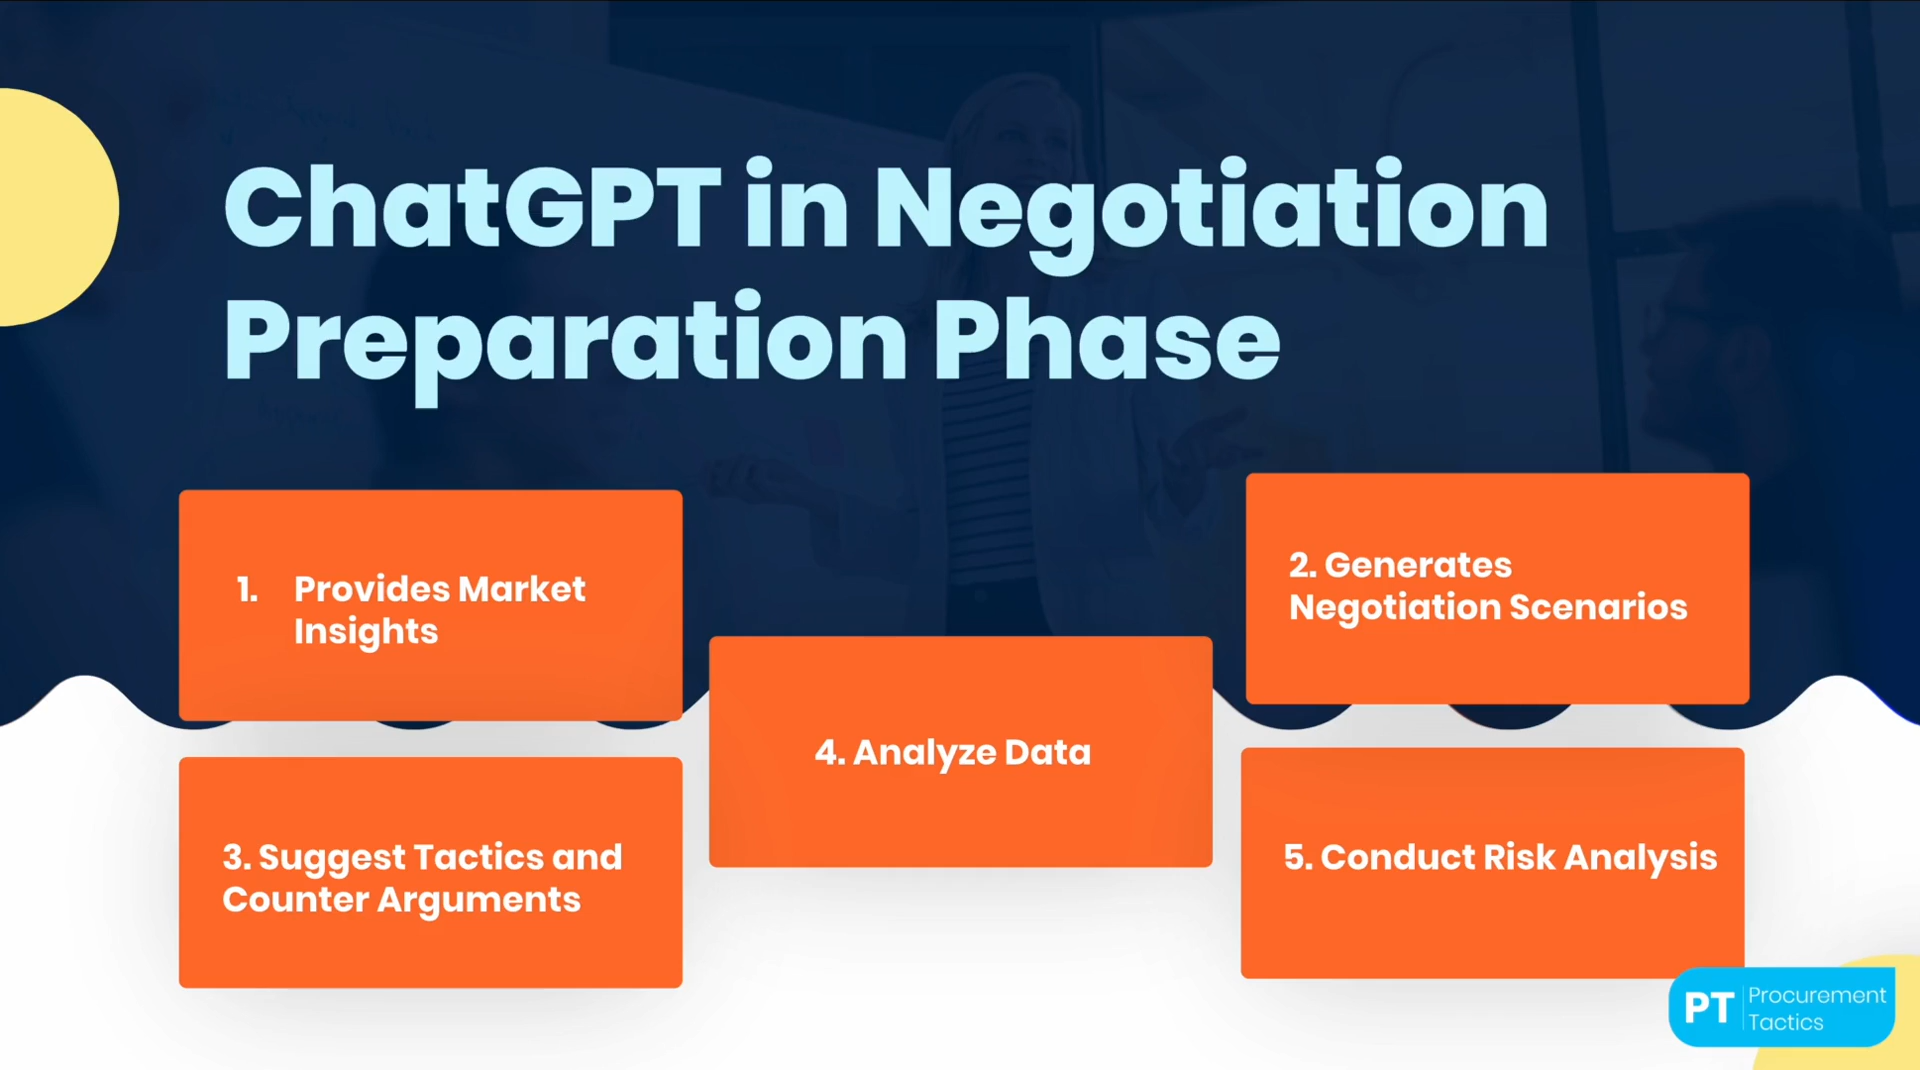 ChatGPT in Negotiation
Preparation Phase
1. Provides Market
Insights
2. Generates
Negotiation Scenarios
3. Suggest Tactics and
Counter Arguments
4. Analyze Data
5. Conduct Risk Analysis
PT
Procurement
Tactics